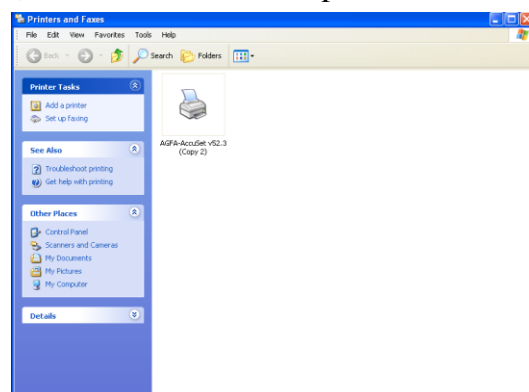 Printers and Faxes
File Edit View Favorites Tools Help
Back Search Folders
Printer Tasks
Add a printer
Set up faxing
See Also
Troubleshooting printing
Get help with printing
Other Places
Control Panel
Scanners and Cameras
My Documents
My Pictures
My Computer
Details
AGFA-AccuSet v52.3
(Copy 2)